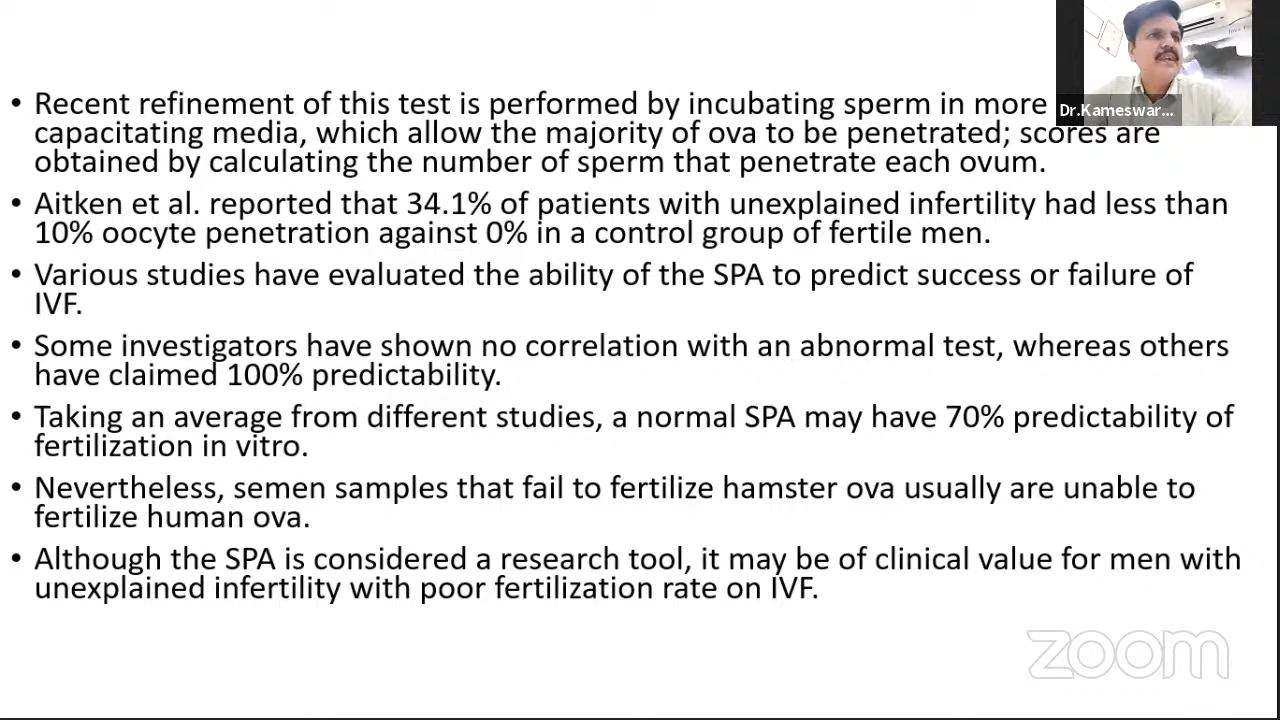 • Recent refinement of this test is performed by incubating sperm in more
capacitating media, which allow the majority of ova to be penetrated; scores are
obtained by calculating the number of sperm that penetrate each ovum.
• Aitken et al. reported that 34.1% of patients with unexplained infertility had less than
10% oocyte penetration against 0% in a control group of fertile men.
• Various studies have evaluated the ability of the SPA to predict success or failure of
IVF.
• Some investigators have shown no correlation with an abnormal test, whereas others
have claimed 100% predictability.
• Taking an average from different studies, a normal SPA may have 70% predictability of
fertilization in vitro.
• Nevertheless, semen samples that fail to fertilize hamster ova usually are unable to
fertilize human ova.
• Although the SPA is considered a research tool, it may be of clinical value for men with
unexplained infertility with poor fertilization rate on IVF.
Dr.Kameswar...
zoom